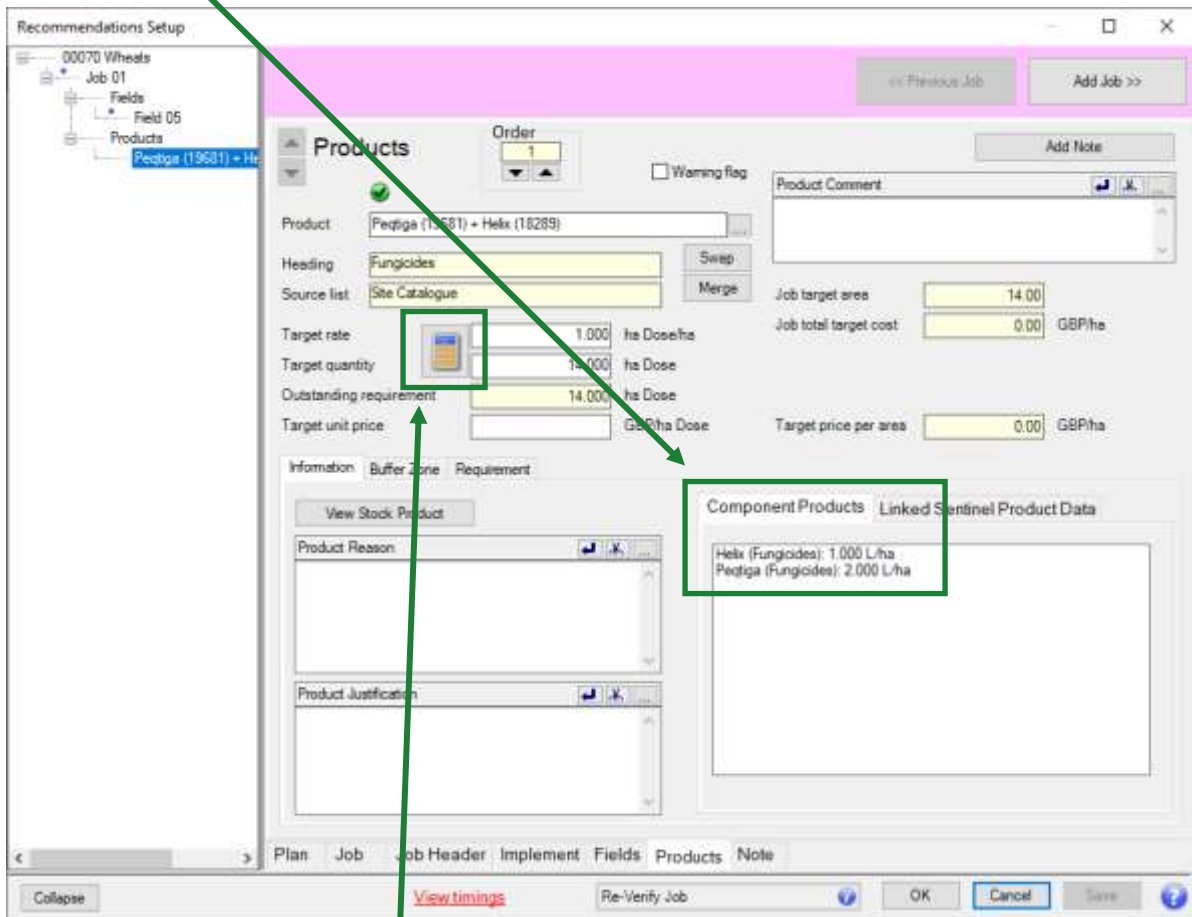 Recommendations Setup
00070 Wheats
Job 01
Fields
Field 05
Products
Peqtiga (19681) + He
<< Previous Job
Add Job >>
Products
Order
1
Warning flag
Add Note
Product Comment
...
Product
Peqtiga (19681) + Helix (18289)
...
Heading
Fungicides
Swap
Source list
Site Catalogue
Merge
Job target area
14.00
Job total target cost
0.00 GBP/ha
Target rate
1.000 ha Dose/ha
Target quantity
14.000 ha Dose
Outstanding requirement
14.000 ha Dose
Target unit price
GBP/ha Dose
Target price per area
0.00 GBP/ha
Information
Buffer Zone
Requirement
View Stock Product
Component Products
Linked Sentinel Product Data
Product Reason
...
Helix (Fungicides): 1.000 L/ha
Peqtiga (Fungicides): 2.000 L/ha
Product Justification
...
Plan
Job
Job Header
Implement
Fields
Products
Note
Collapse
View timings
Re-Verify Job
?
OK
Cancel
Save
?